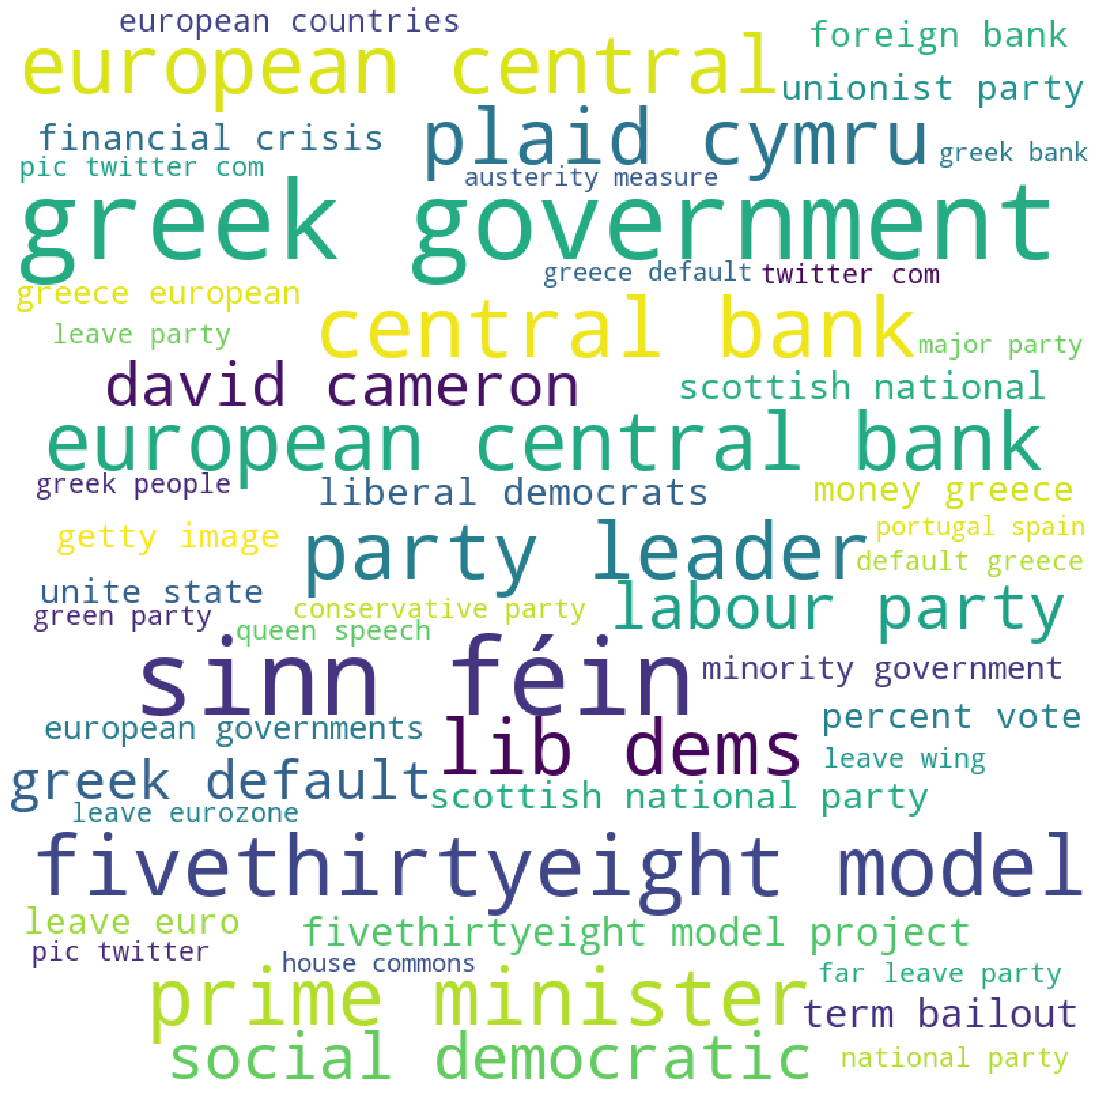 european countries
european central
foreign bank
unionist party
financial crisis
plaid cymru
greek bank
pic twitter com
austerity measure
greek government
greece default
twitter com
greece european
central bank
leave party
major party
david cameron
scottish national
european central bank
greek people
liberal democrats
money greece
getty image
party leader
portugal spain
default greece
unite state
green party
conservative party
labour party
queen speech
sinn féin
minority government
european governments
lib dems
percent vote
leave wing
greek default
scottish national party
leave eurozone
fivethirtyeight model
leave euro
fivethirtyeight model project
pic twitter
house commons
far leave party
prime minister
term bailout
social democratic
national party